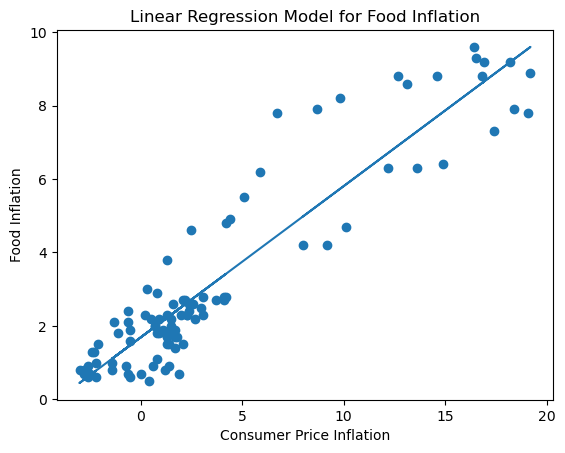 Linear Regression Model for Food Inflation
10
8
6
4
2
0
Food Inflation
0 5 10 15 20
Consumer Price Inflation